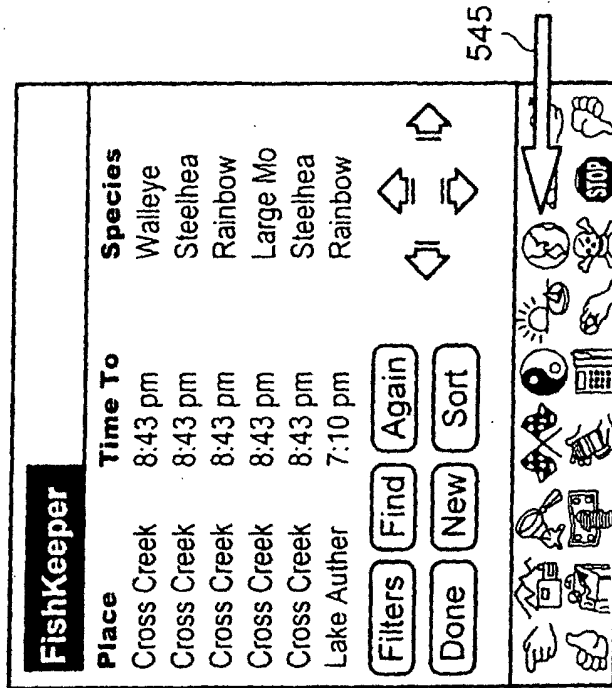 FishKeeper
Place Time To Species
Cross Creek 8:43 pm Walleye
Cross Creek 8:43 pm Steelhea
Cross Creek 8:43 pm Rainbow
Cross Creek 8:43 pm Large Mo
Cross Creek 8:43 pm Steelhea
Lake Auther 7:10 pm Rainbow
Filters Find Again
Done New Sort
STOP
545